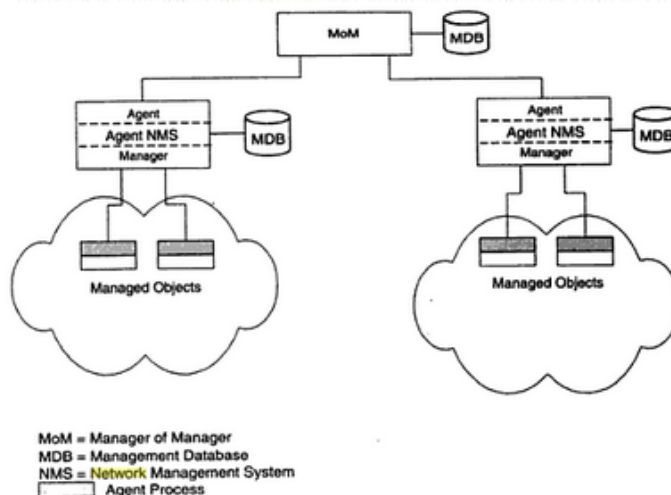 MoM
MDB
Agent
Agent NMS
Manager
MDB
Agent
Agent NMS
Manager
MDB
Managed Objects
Managed Objects
MoM = Manager of Manager
MDB = Management Database
NMS = Network Management System
Agent Process